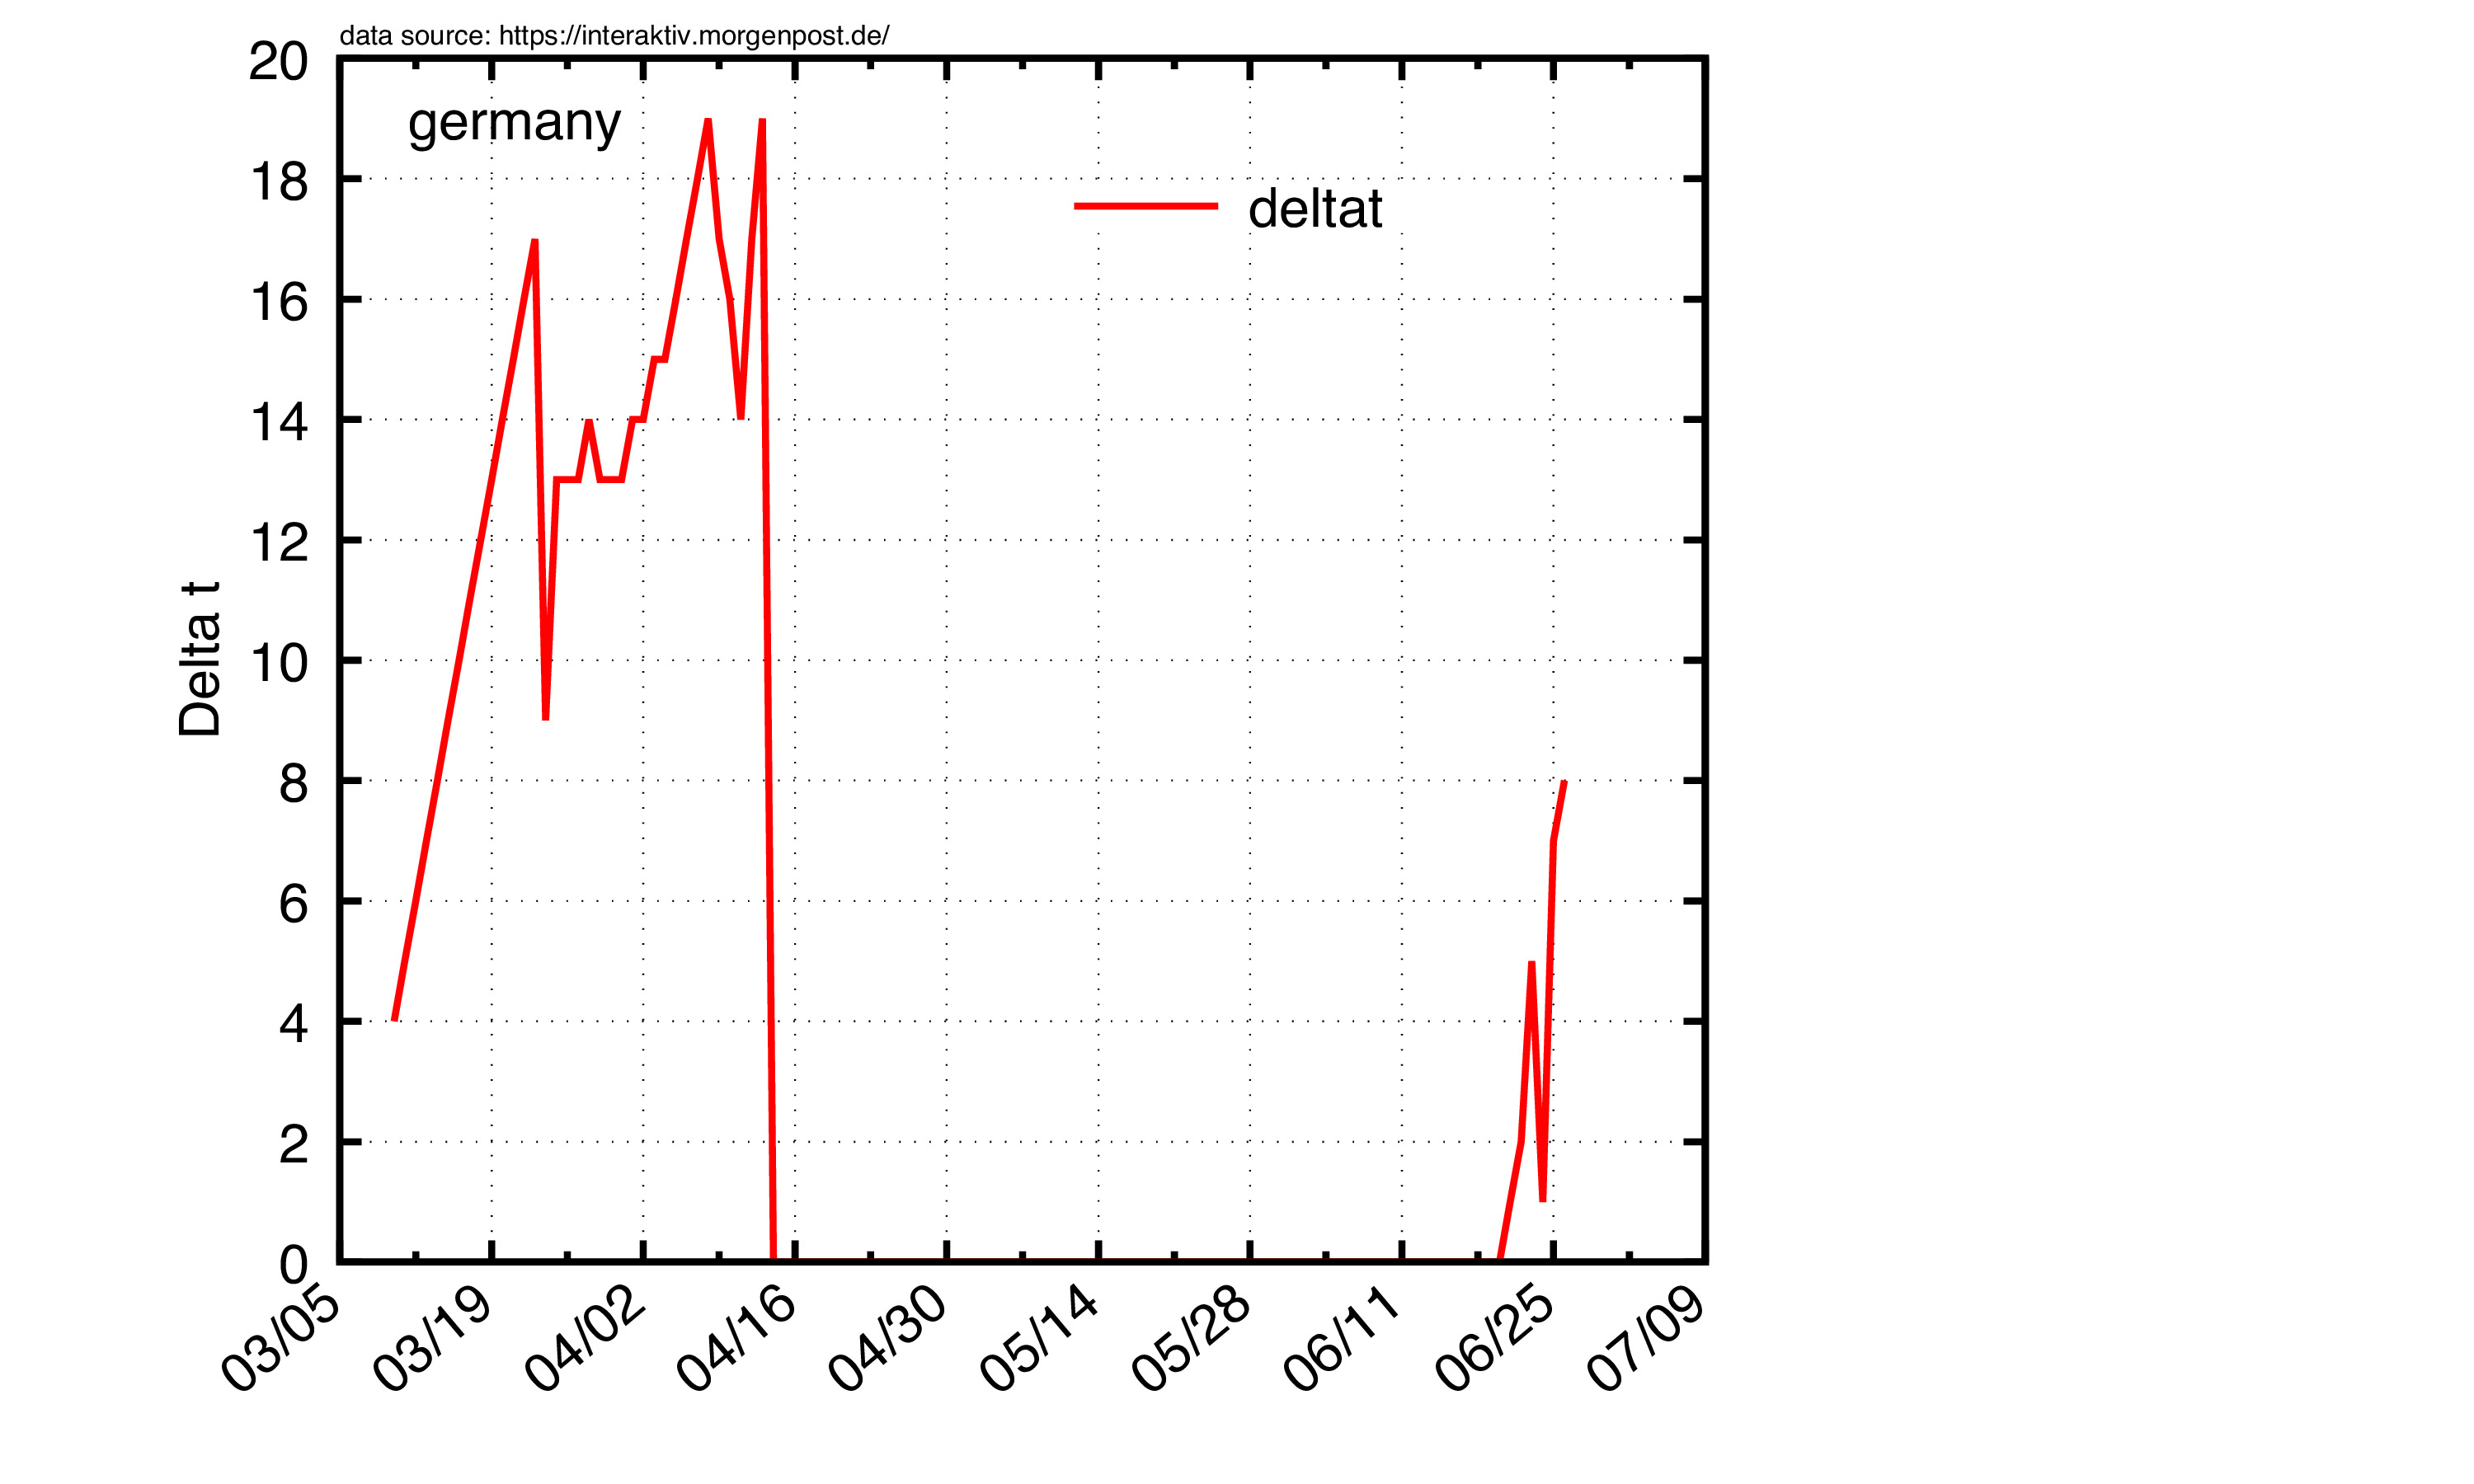 data source: https://interaktiv.morgenpost.de/
20
germany
18
deltat
16
14
12
10
Delta t
8
6
4
2
0
03/05 03/19 04/02 04/16 04/30 05/14 05/28 06/11 06/25 07/09